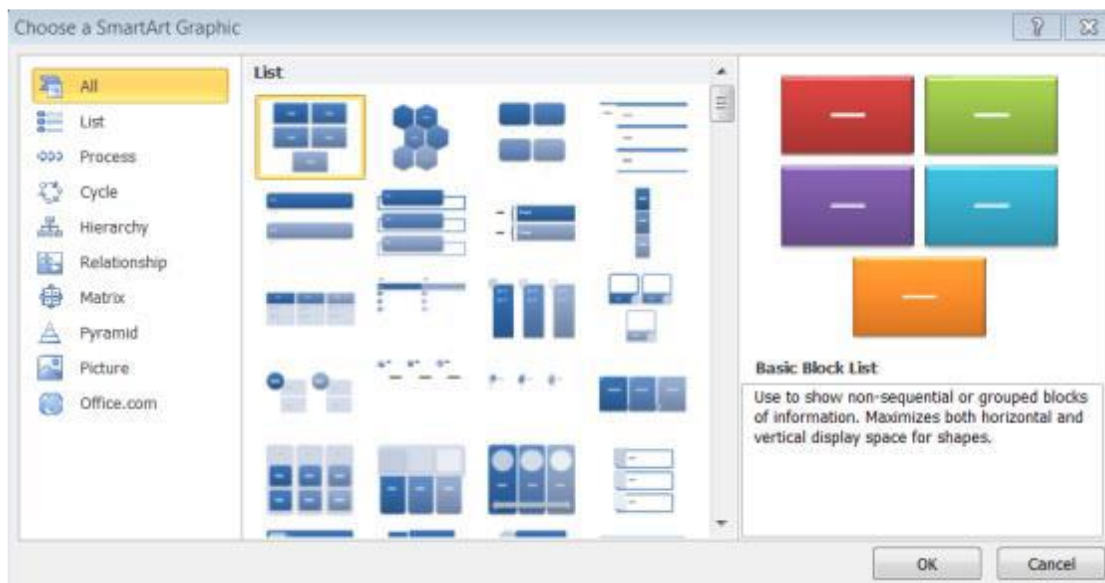 Choose a SmartArt Graphic
All
List
Process
Cycle
Hierarchy
Relationship
Matrix
Pyramid
Picture
Office.com
List
Basic Block List
Use to show non-sequential or grouped blocks
of information. Maximizes both horizontal and
vertical display space for shapes.
OK
Cancel